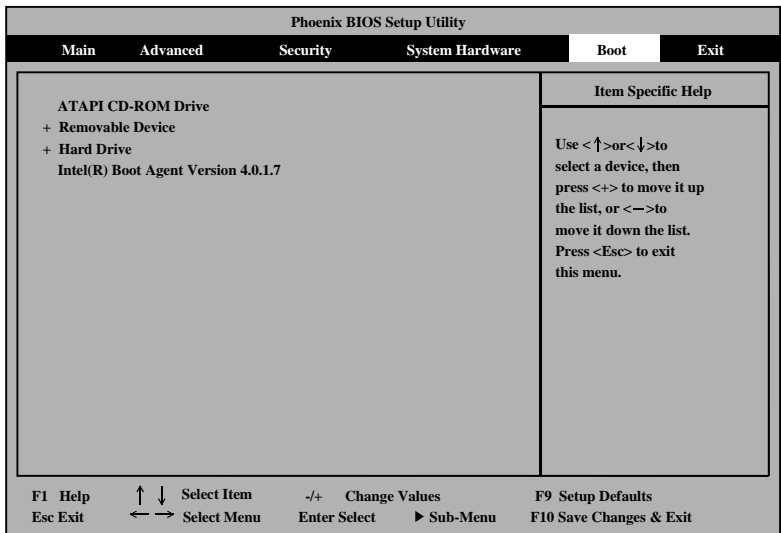 Phoenix BIOS Setup Utility
Main Advanced Security System Hardware Boot Exit
ATAPI CD-ROM Drive
+ Removable Device
+ Hard Drive
Intel(R) Boot Agent Version 4.0.1.7
Item Specific Help
Use <↑>or<↓>to
select a device, then
press <+> to move it up
the list, or <—>to
move it down the list.
Press <Esc> to exit
this menu.
F1 Help ↑ ↓ Select Item -/+ Change Values F9 Setup Defaults
Esc Exit ← → Select Menu Enter Select ▶ Sub-Menu F10 Save Changes & Exit